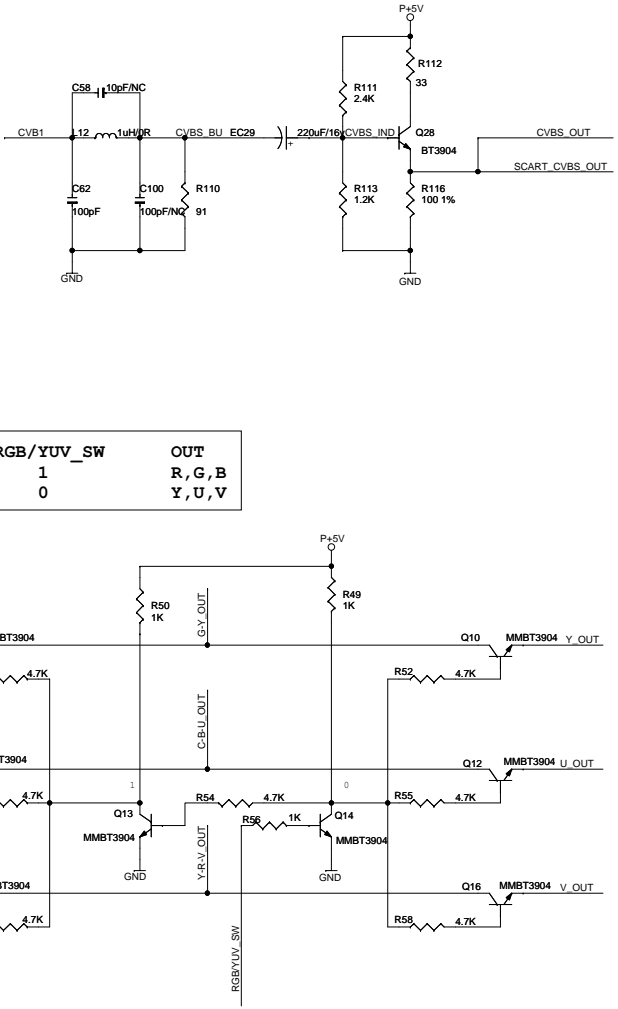 P+5V
R112
33
R111
2.4K
C58 10pF/NC
CVB1 L12 1uH/0R CVBS_BU EC29 220uF/16v CVBS_IND Q28 CVBS_OUT
BT3904
SCART_CVBS_OUT
C62
100pF
C100
100pF/NC
R110
91
R113
1.2K
R116
100 1%
GND
GND
RGB/YUV_SW OUT
1 R,G,B
0 Y,U,V
P+5V
R50
1K
G-Y_OUT
R49
1K
BT3904 Q10 MMBT3904 Y_OUT
4.7K R52 4.7K
C-B-U_OUT
T3904 Q12 MMBT3904 U_OUT
1 0
4.7K R54 4.7K R55 4.7K
Q13 Q14
R56 1K
MMBT3904 MMBT3904
GND Y-R-V_OUT GND
BT3904 Q16 MMBT3904 V_OUT
4.7K R58 4.7K
RGB/YUV_SW